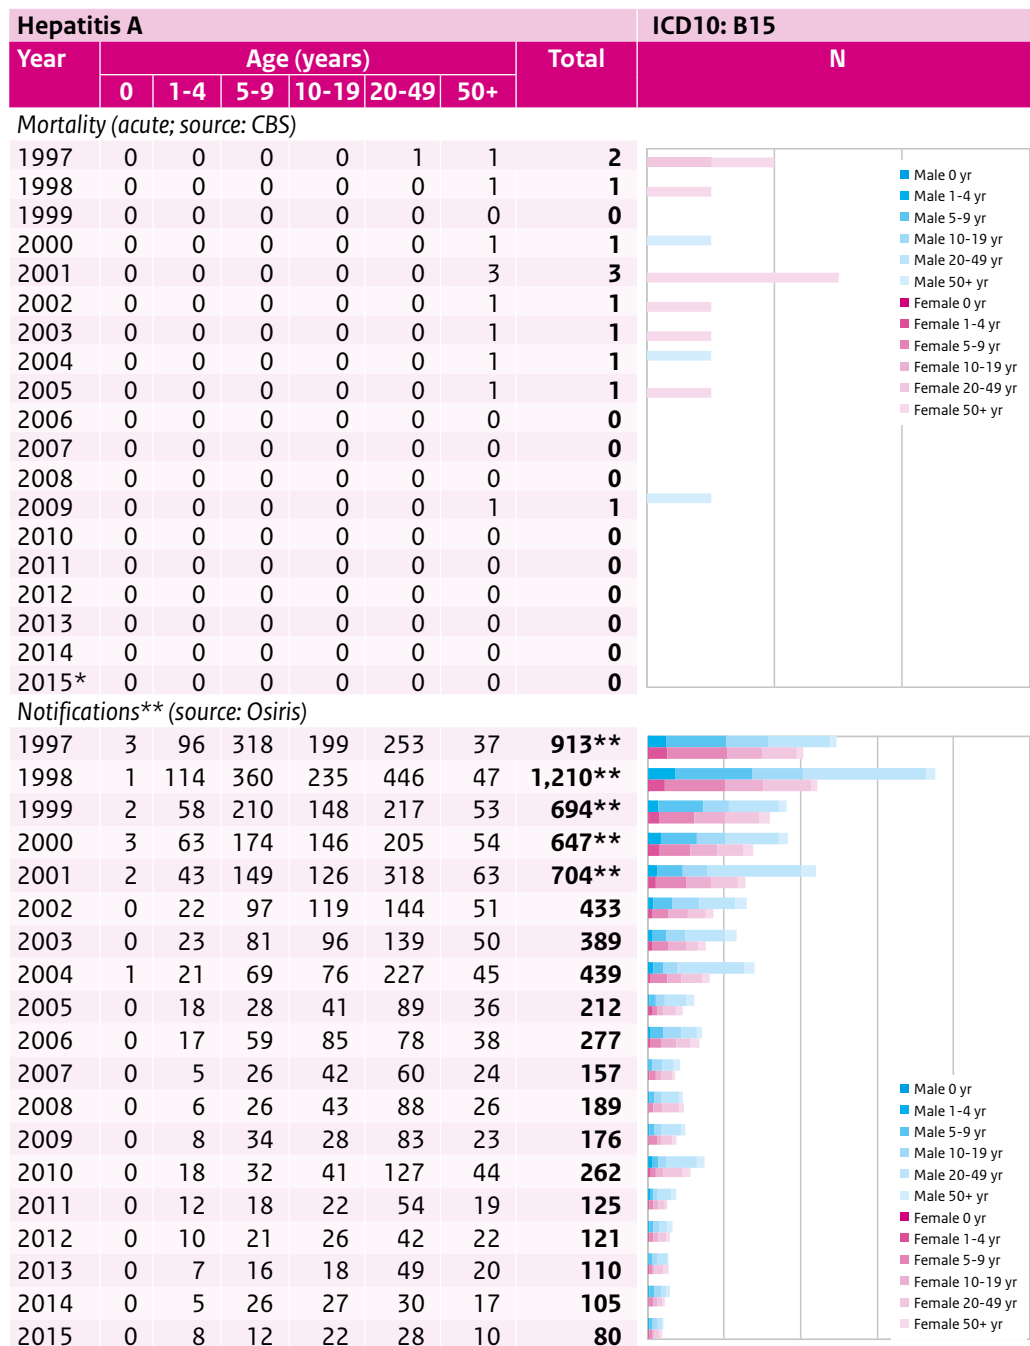 Hepatitis A ICD10: B15
Year Age (years) Total N
0 1-4 5-9 10-19 20-49 50+
Mortality (acute; source: CBS)
1997 0 0 0 0 1 1 2
1998 0 0 0 0 0 1 1
1999 0 0 0 0 0 0 0
2000 0 0 0 0 0 1 1
2001 0 0 0 0 0 3 3
2002 0 0 0 0 0 1 1
2003 0 0 0 0 0 1 1
2004 0 0 0 0 0 1 1
2005 0 0 0 0 0 1 1
2006 0 0 0 0 0 0 0
2007 0 0 0 0 0 0 0
2008 0 0 0 0 0 0 0
2009 0 0 0 0 0 1 1
2010 0 0 0 0 0 0 0
2011 0 0 0 0 0 0 0
2012 0 0 0 0 0 0 0
2013 0 0 0 0 0 0 0
2014 0 0 0 0 0 0 0
2015* 0 0 0 0 0 0 0
Male 0 yr
Male 1-4 yr
Male 5-9 yr
Male 10-19 yr
Male 20-49 yr
Male 50+ yr
Female 0 yr
Female 1-4 yr
Female 5-9 yr
Female 10-19 yr
Female 20-49 yr
Female 50+ yr
Notifications** (source: Osiris)
1997 3 96 318 199 253 37 913**
1998 1 114 360 235 446 47 1,210**
1999 2 58 210 148 217 53 694**
2000 3 63 174 146 205 54 647**
2001 2 43 149 126 318 63 704**
2002 0 22 97 119 144 51 433
2003 0 23 81 96 139 50 389
2004 1 21 69 76 227 45 439
2005 0 18 28 41 89 36 212
2006 0 17 59 85 78 38 277
2007 0 5 26 42 60 24 157
2008 0 6 26 43 88 26 189
2009 0 8 34 28 83 23 176
2010 0 18 32 41 127 44 262
2011 0 12 18 22 54 19 125
2012 0 10 21 26 42 22 121
2013 0 7 16 18 49 20 110
2014 0 5 26 27 30 17 105
2015 0 8 12 22 28 10 80
Male 0 yr
Male 1-4 yr
Male 5-9 yr
Male 10-19 yr
Male 20-49 yr
Male 50+ yr
Female 0 yr
Female 1-4 yr
Female 5-9 yr
Female 10-19 yr
Female 20-49 yr
Female 50+ yr